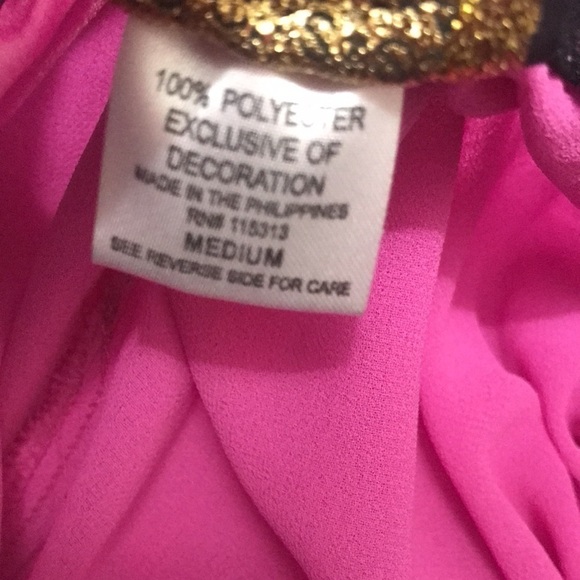 100% POLYESTER
EXCLUSIVE OF
DECORATION
MADE IN THE PHILIPPINES
RN# 115313
MEDIUM
SEE REVERSE SIDE FOR CARE